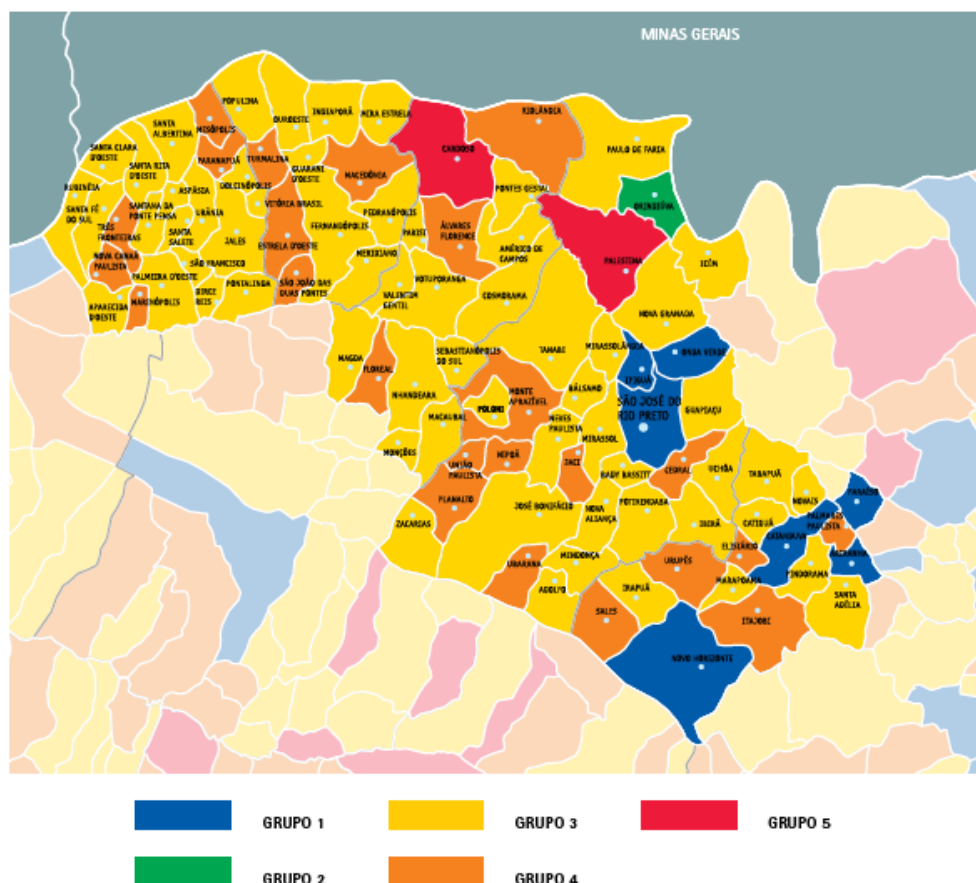 MINAS GERAIS
POPULINA
OUROESTE
INDIAPORÃ
MIRA ESTRELA
RIOLÂNDIA
SANTA
ALBERTINA
MESÓPOLIS
SANTA CLARA
D'OESTE
PARANAPUÃ
TURMALINA
CARDOSO
PAULO DE FARIA
SANTA RITA
D'OESTE
GUARANI
D'OESTE
MACEDÔNIA
RUBINÉIA
ASPÁSIA
DOLCINÓPOLIS
PONTES GESTAL
ORINDIÚVA
SANTA FÉ
DO SUL
SANTANA DA
PONTE PENSA
URÂNIA
VITÓRIA BRASIL
PEDRANÓPOLIS
TRÊS
FRONTEIRAS
SANTA
SALETE
JALES
FERNANDÓPOLIS
PARISI
ÁLVARES
FLORENCE
ESTRELA D'OESTE
AMÉRICO DE
CAMPOS
NOVA CANAÃ
PAULISTA
SÃO FRANCISCO
MERIDIANO
PALESTINA
ICÉM
PALMEIRA D'OESTE
PONTALINDA
SÃO JOÃO DAS
DUAS PONTES
VOTUPORANGA
APARECIDA
D'OESTE
MARINÓPOLIS
DIRCE
REIS
VALENTIM
GENTIL
COSMORAMA
NOVA GRANADA
MAGDA
FLOREAL
SEBASTIANÓPOLIS
DO SUL
TANABI
MIRASSOLÂNDIA
ONDA VERDE
IPIGUÁ
NHANDEARA
MONTE
APRAZÍVEL
BÁLSAMO
SÃO JOSÉ DO
RIO PRETO
GUAPIAÇU
MACAUBAL
POLONI
NEVES
PAULISTA
MIRASSOL
MONÇÕES
UNIÃO
PAULISTA
NIPOÃ
JACI
BADY BASSITT
CEDRAL
UCHÔA
TABAPUÃ
PLANALTO
JOSÉ BONIFÁCIO
NOVA
ALIANÇA
POTIRENDABA
NOVAIS
PARAÍSO
ZACARIAS
IBIRÁ
CATIGUÁ
PALMARES
PAULISTA
ELISIÁRIO
CATANDUVA
UBARANA
MENDONÇA
URUPÊS
ARIRANHA
ADOLFO
IRAPUÃ
MARAPOAMA
PINDORAMA
SALES
ITAJOBI
SANTA
ADÉLIA
NOVO HORIZONTE
GRUPO 1
GRUPO 3
GRUPO 5
GRUPO 2
GRUPO 4